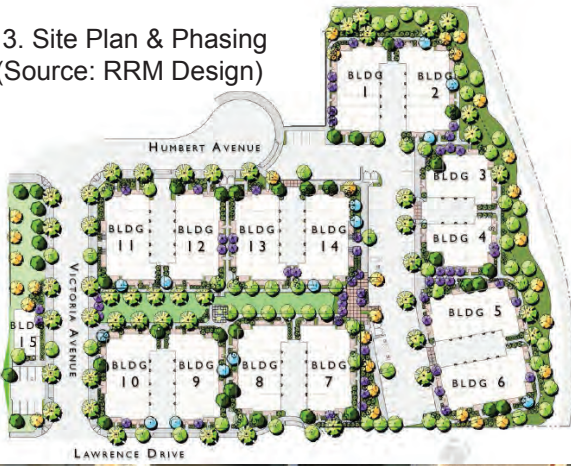 3. Site Plan & Phasing
(Source: RRM Design)
BLDG
1
BLDG
2
HUMBERT AVENUE
BLDG 3
BLDG
11
BLDG
12
BLDG
13
BLDG
14
BLDG
4
VICTORIA AVENUE
BLDG 5
BLDG
15
BLDG
10
BLDG
9
BLDG
8
BLDG
7
BLDG 6
LAWRENCE DRIVE